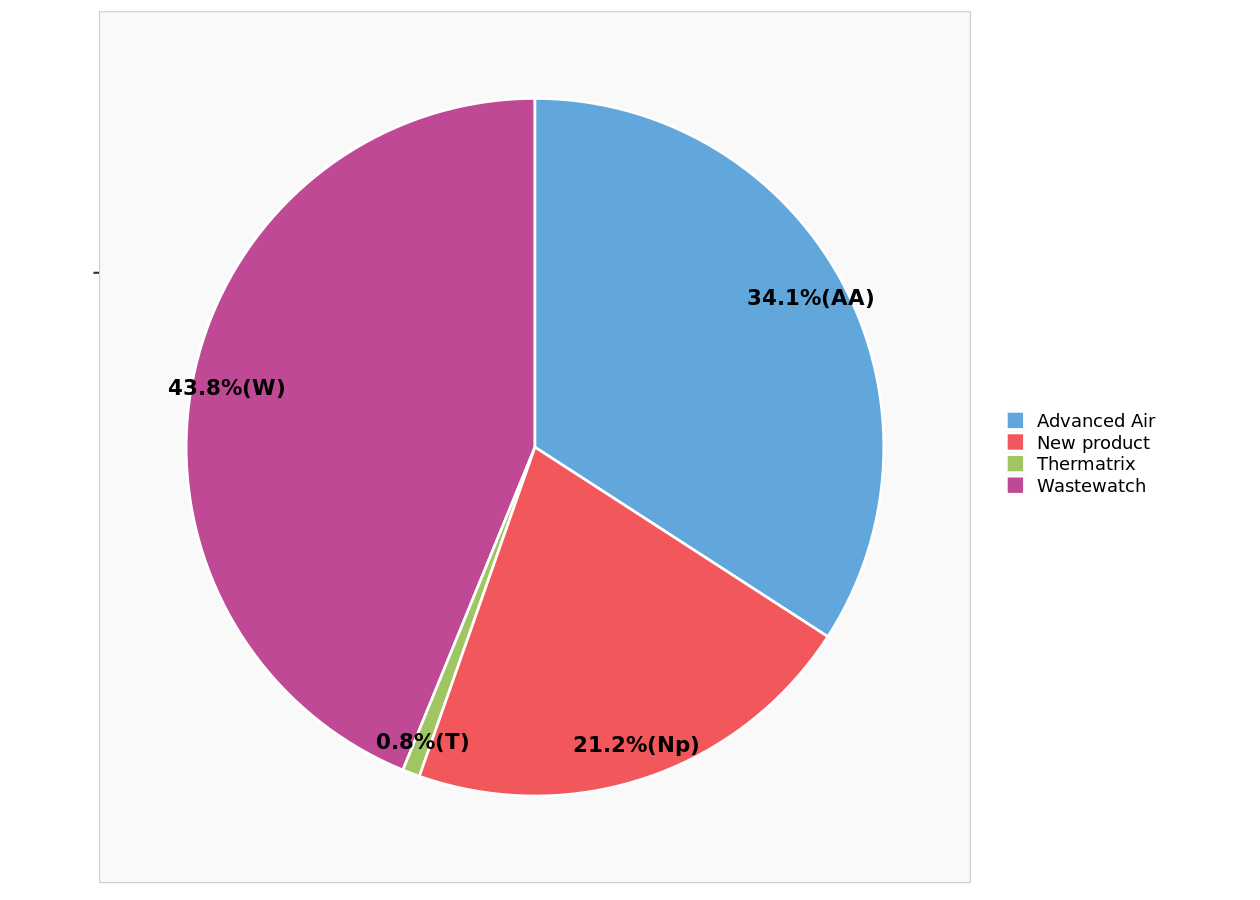 34.1%(AA)
43.8%(W)
0.8%(T)
21.2%(Np)
Advanced Air
New product
Thermatrix
Wastewatch